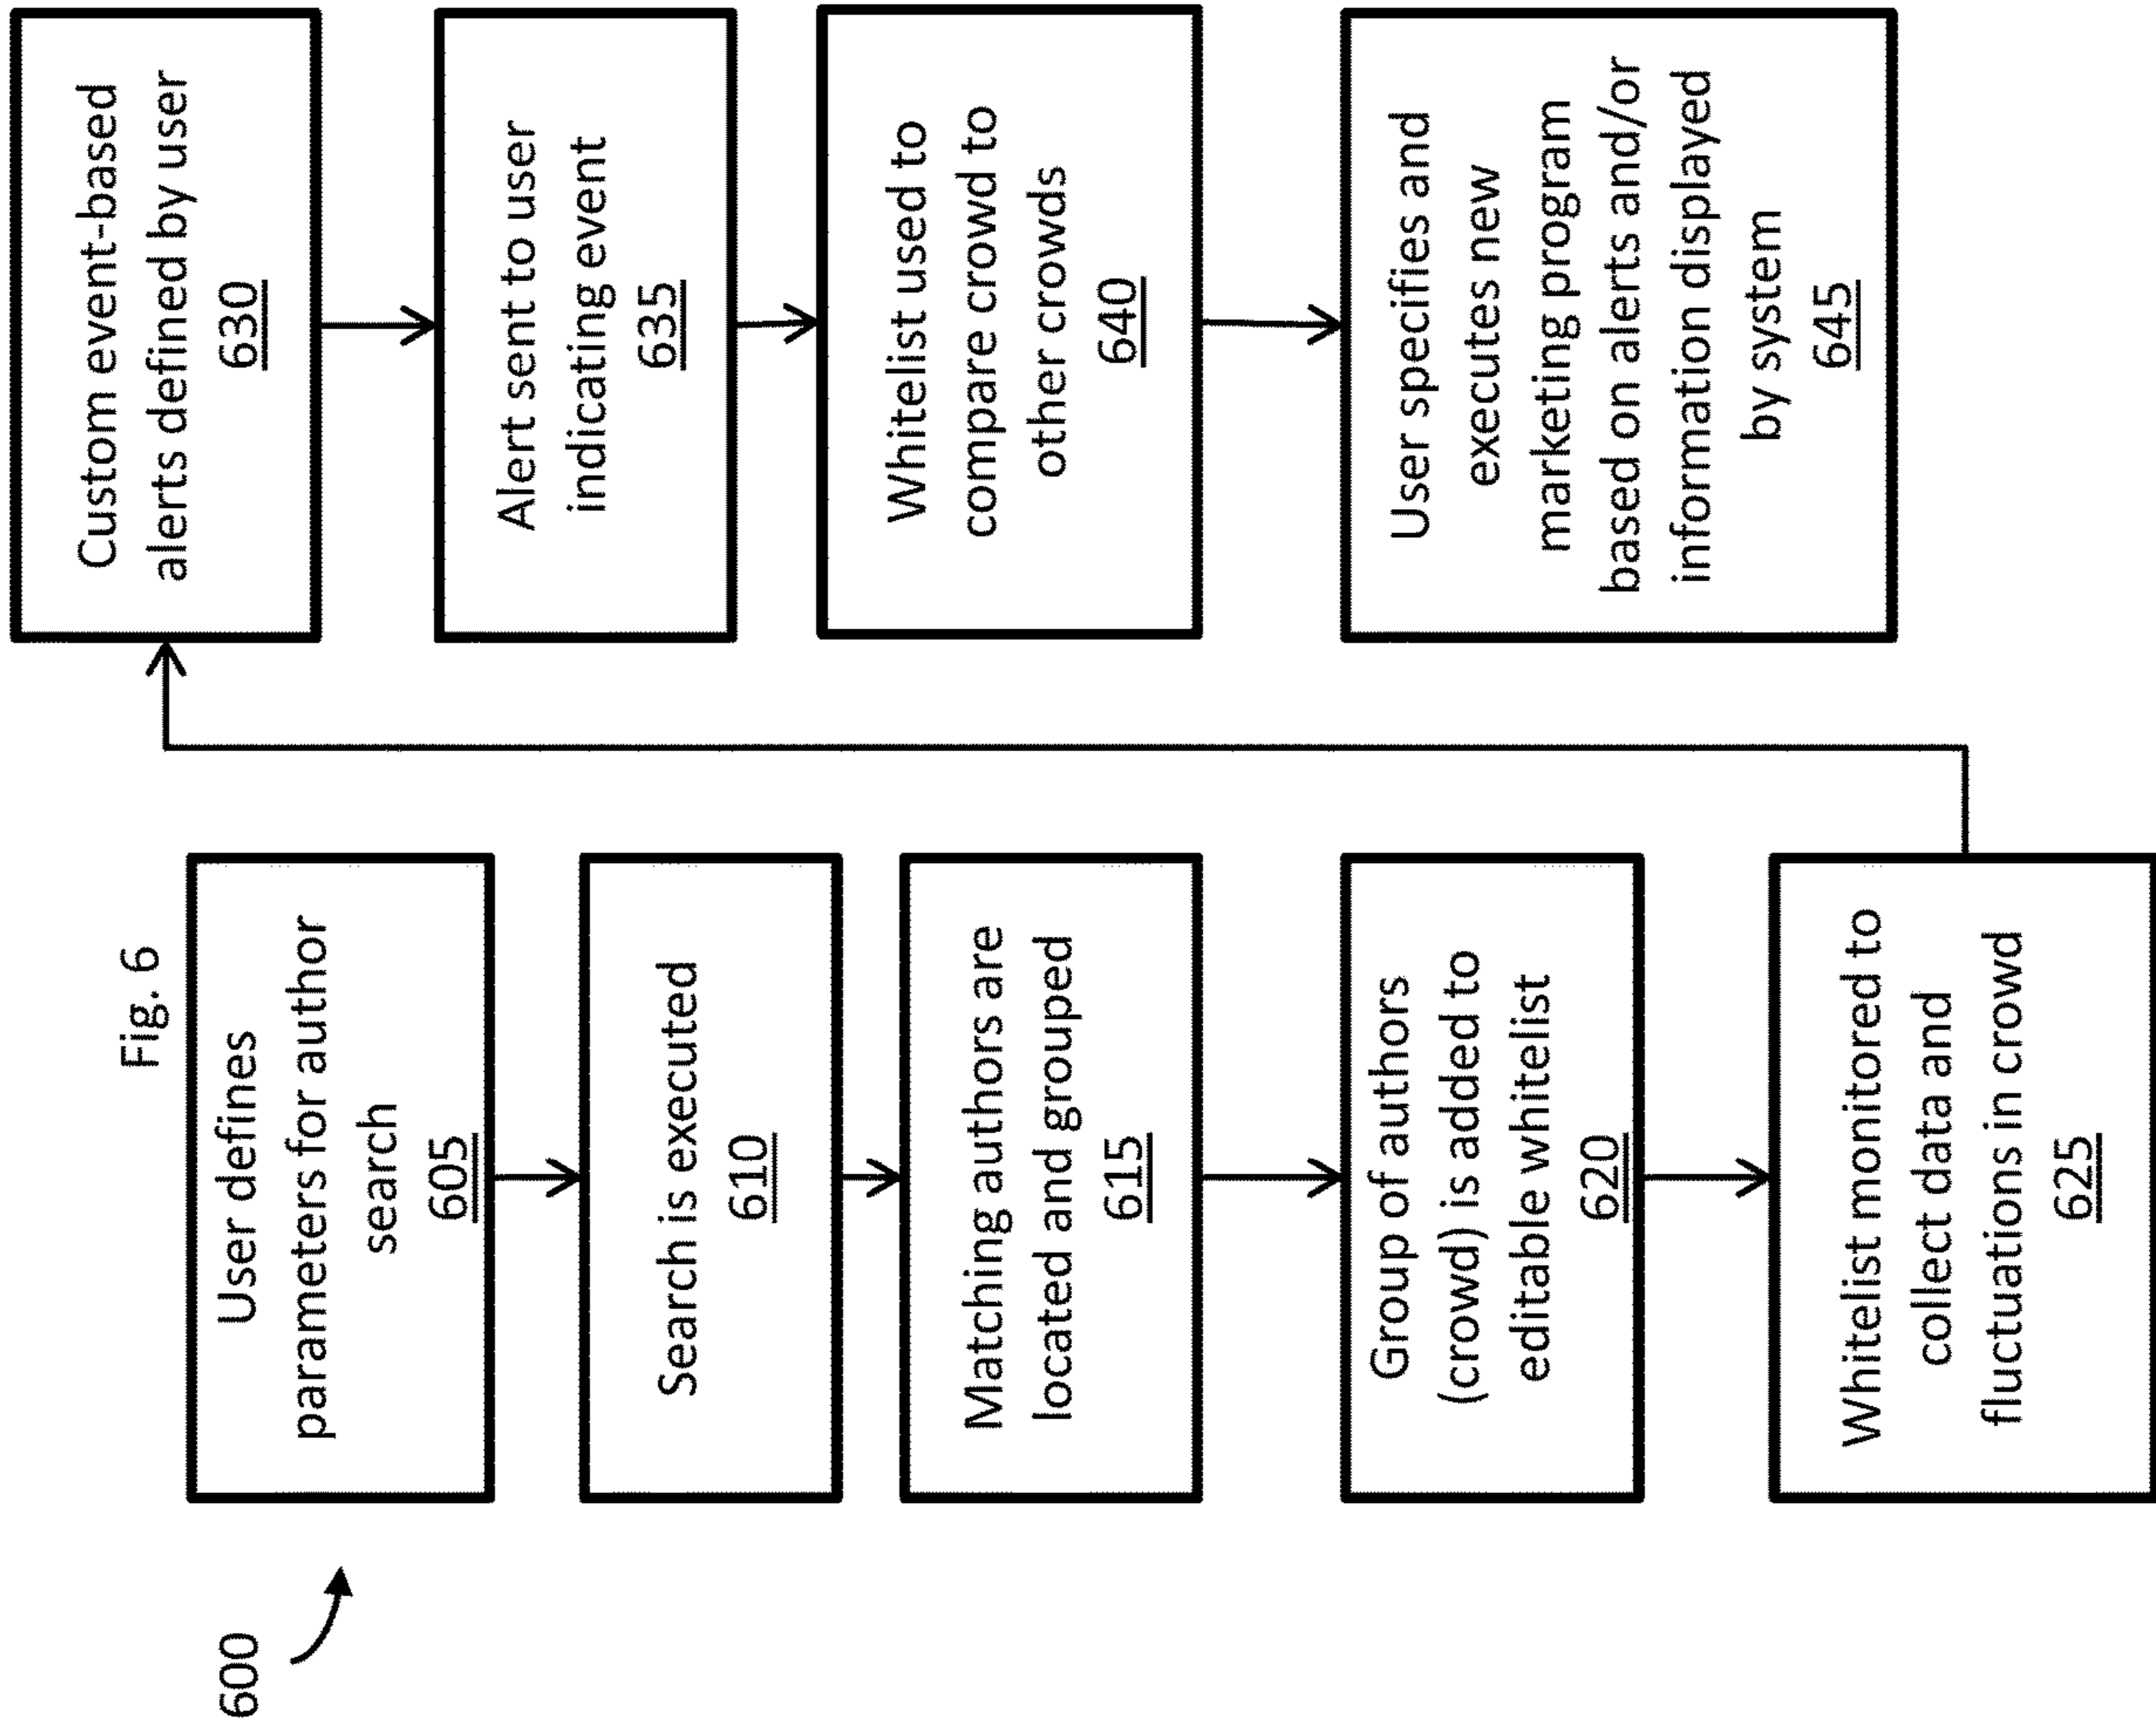 Fig. 6
600
User defines
parameters for author
search
605
Search is executed
610
Matching authors are
located and grouped
615
Group of authors
(crowd) is added to
editable whitelist
620
Whitelist monitored to
collect data and
fluctuations in crowd
625
Custom event-based
alerts defined by user
630
Alert sent to user
indicating event
635
Whitelist used to
compare crowd to
other crowds
640
User specifies and
executes new
marketing program
based on alerts and/or
information displayed
by system
645